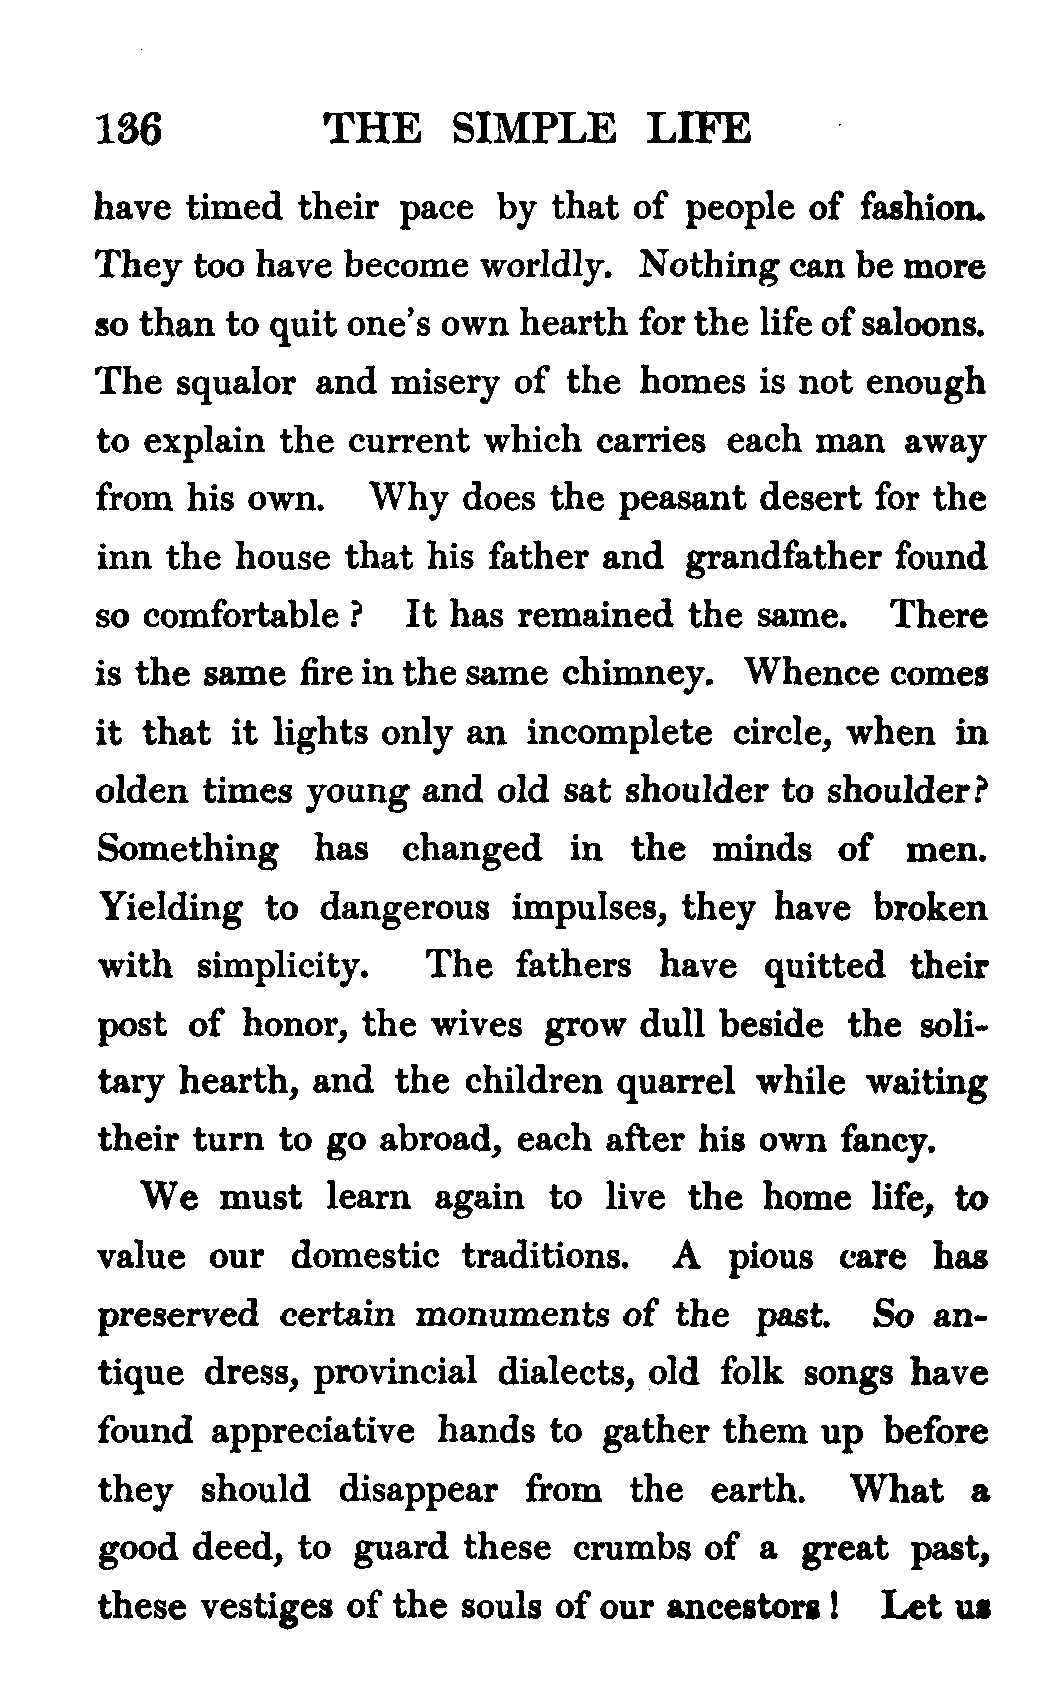 136 THE SIMPLE LIFE
have timed their pace by that of people of fashion.
They too have become worldly. Nothing can be more
so than to quit one's own hearth for the life of saloons.
The squalor and misery of the homes is not enough
to explain the current which carries each man away
from his own. Why does the peasant desert for the
inn the house that his father and grandfather found
so comfortable ? It has remained the same. There
is the same fire in the same chimney. Whence comes
it that it lights only an incomplete circle, when in
olden times young and old sat shoulder to shoulder?
Something has changed in the minds of men.
Yielding to dangerous impulses, they have broken
with simplicity. The fathers have quitted their
post of honor, the wives grow dull beside the soli-
tary hearth, and the children quarrel while waiting
their turn to go abroad, each after his own fancy.
We must learn again to live the home life, to
value our domestic traditions. A pious care has
preserved certain monuments of the past. So an-
tique dress, provincial dialects, old folk songs have
found appreciative hands to gather them up before
they should disappear from the earth. What a
good deed, to guard these crumbs of a great past,
these vestiges of the souls of our ancestors ! Let us